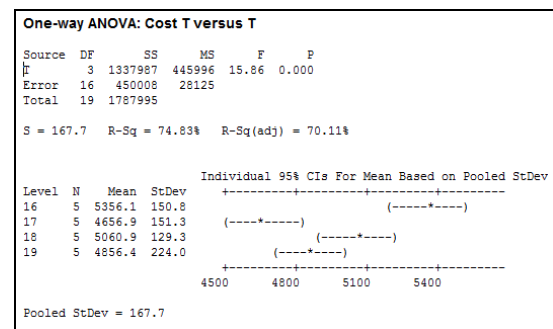 One-way ANOVA: Cost T versus T
Source DF SS MS F P
T 3 1337987 445996 15.86 0.000
Error 16 450008 28125
Total 19 1787995
S = 167.7 R-Sq = 74.83% R-Sq(adj) = 70.11%
Individual 95% CIs For Mean Based on Pooled StDev
Level N Mean StDev +---------+---------+---------+---------
16 5 5356.1 150.8 (-----*----)
17 5 4656.9 151.3 (----*-----)
18 5 5060.9 129.3 (-----*----)
19 5 4856.4 224.0 (----*----)
+---------+---------+---------+---------
4500 4800 5100 5400
Pooled StDev = 167.7